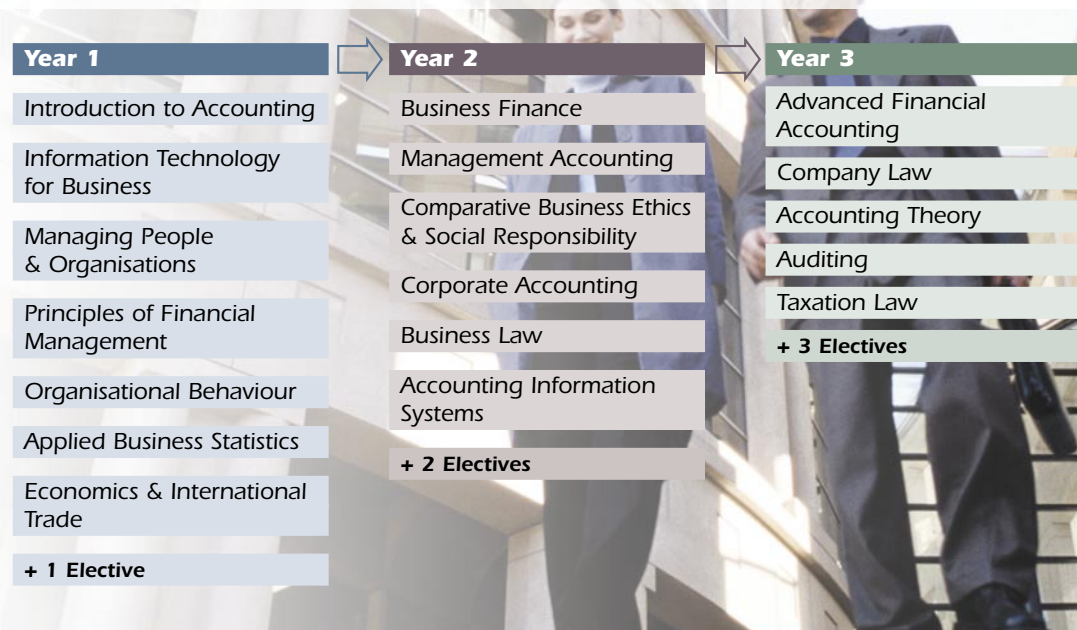 Year 1
Introduction to Accounting
Information Technology
for Business
Managing People
& Organisations
Principles of Financial
Management
Organisational Behaviour
Applied Business Statistics
Economics & International
Trade
+ 1 Elective
Year 2
Business Finance
Management Accounting
Comparative Business Ethics
& Social Responsibility
Corporate Accounting
Business Law
Accounting Information
Systems
+ 2 Electives
Year 3
Advanced Financial
Accounting
Company Law
Accounting Theory
Auditing
Taxation Law
+ 3 Electives